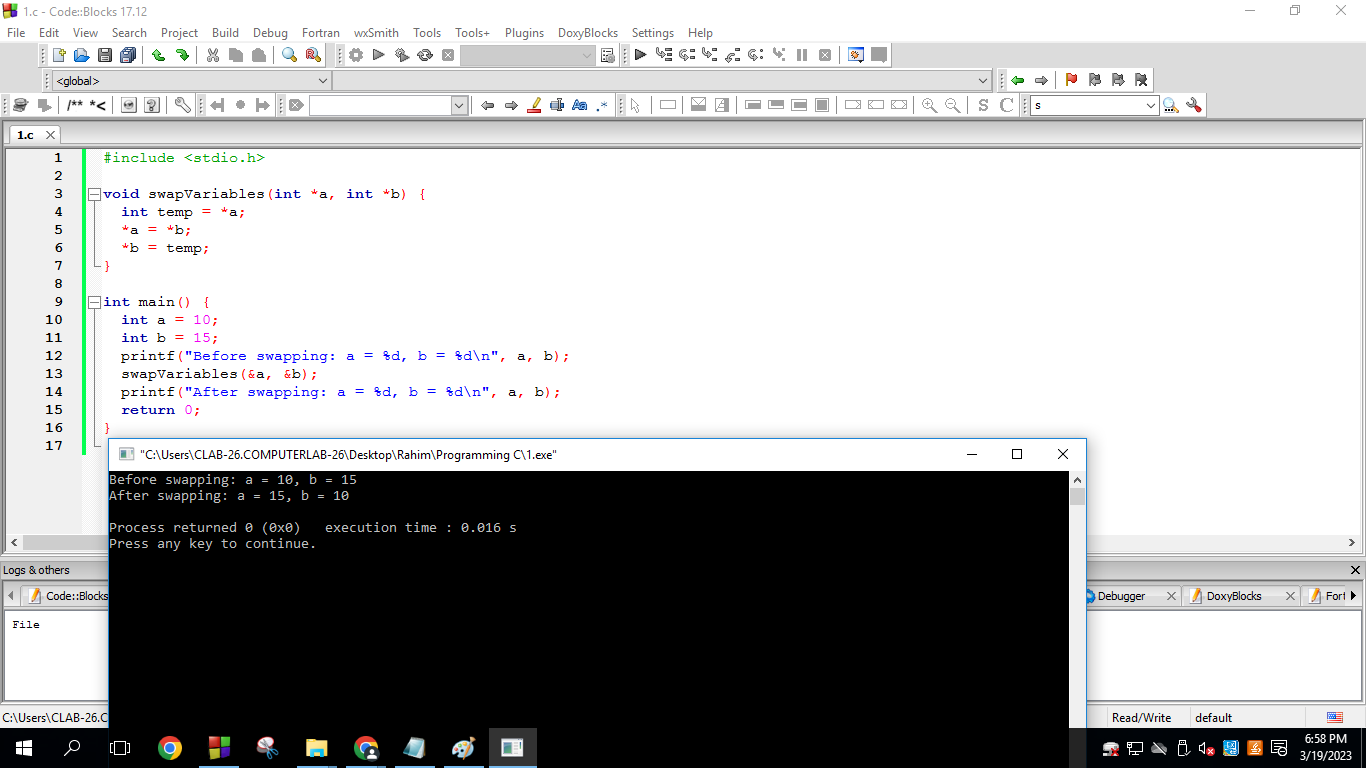 1.c - Code::Blocks 17.12
File Edit View Search Project Build Debug Fortran wxSmith Tools Tools+ Plugins DoxyBlocks Settings Help
<global>
/** *<
Aa .*
S C s
1.c
1 #include <stdio.h>
2
3 void swapVariables(int *a, int *b) {
4 int temp = *a;
5 *a = *b;
6 *b = temp;
7 }
8
9 int main() {
10 int a = 10;
11 int b = 15;
12 printf("Before swapping: a = %d, b = %d\n", a, b);
13 swapVariables(&a, &b);
14 printf("After swapping: a = %d, b = %d\n", a, b);
15 return 0;
16 }
17
"C:\Users\CLAB-26.COMPUTERLAB-26\Desktop\Rahim\Programming C\1.exe"
Before swapping: a = 10, b = 15
After swapping: a = 15, b = 10
Process returned 0 (0x0) execution time : 0.016 s
Press any key to continue.
Logs & others
Code::Blocks Debugger DoxyBlocks Fort
File
C:\Users\CLAB-26.C Read/Write default
6:58 PM
3/19/2023